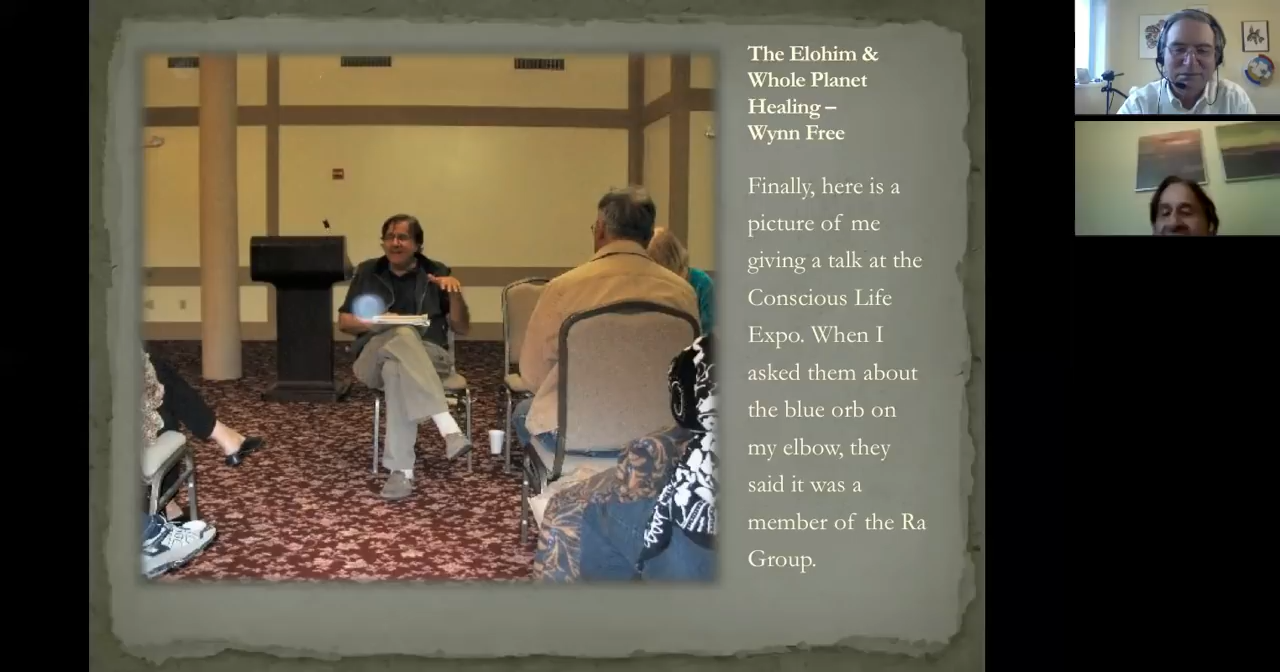 The Elohim &
Whole Planet
Healing –
Wynn Free
Finally, here is a
picture of me
giving a talk at the
Conscious Life
Expo. When I
asked them about
the blue orb on
my elbow, they
said it was a
member of the Ra
Group.